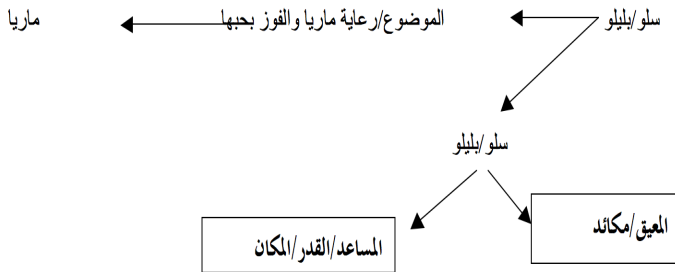 سلو/بليلو
الموضوع/رعاية ماريا والفوز بحبها
ماريا
سلو/بليلو
المعيق/مكائد
المساعد/القدر/المكان